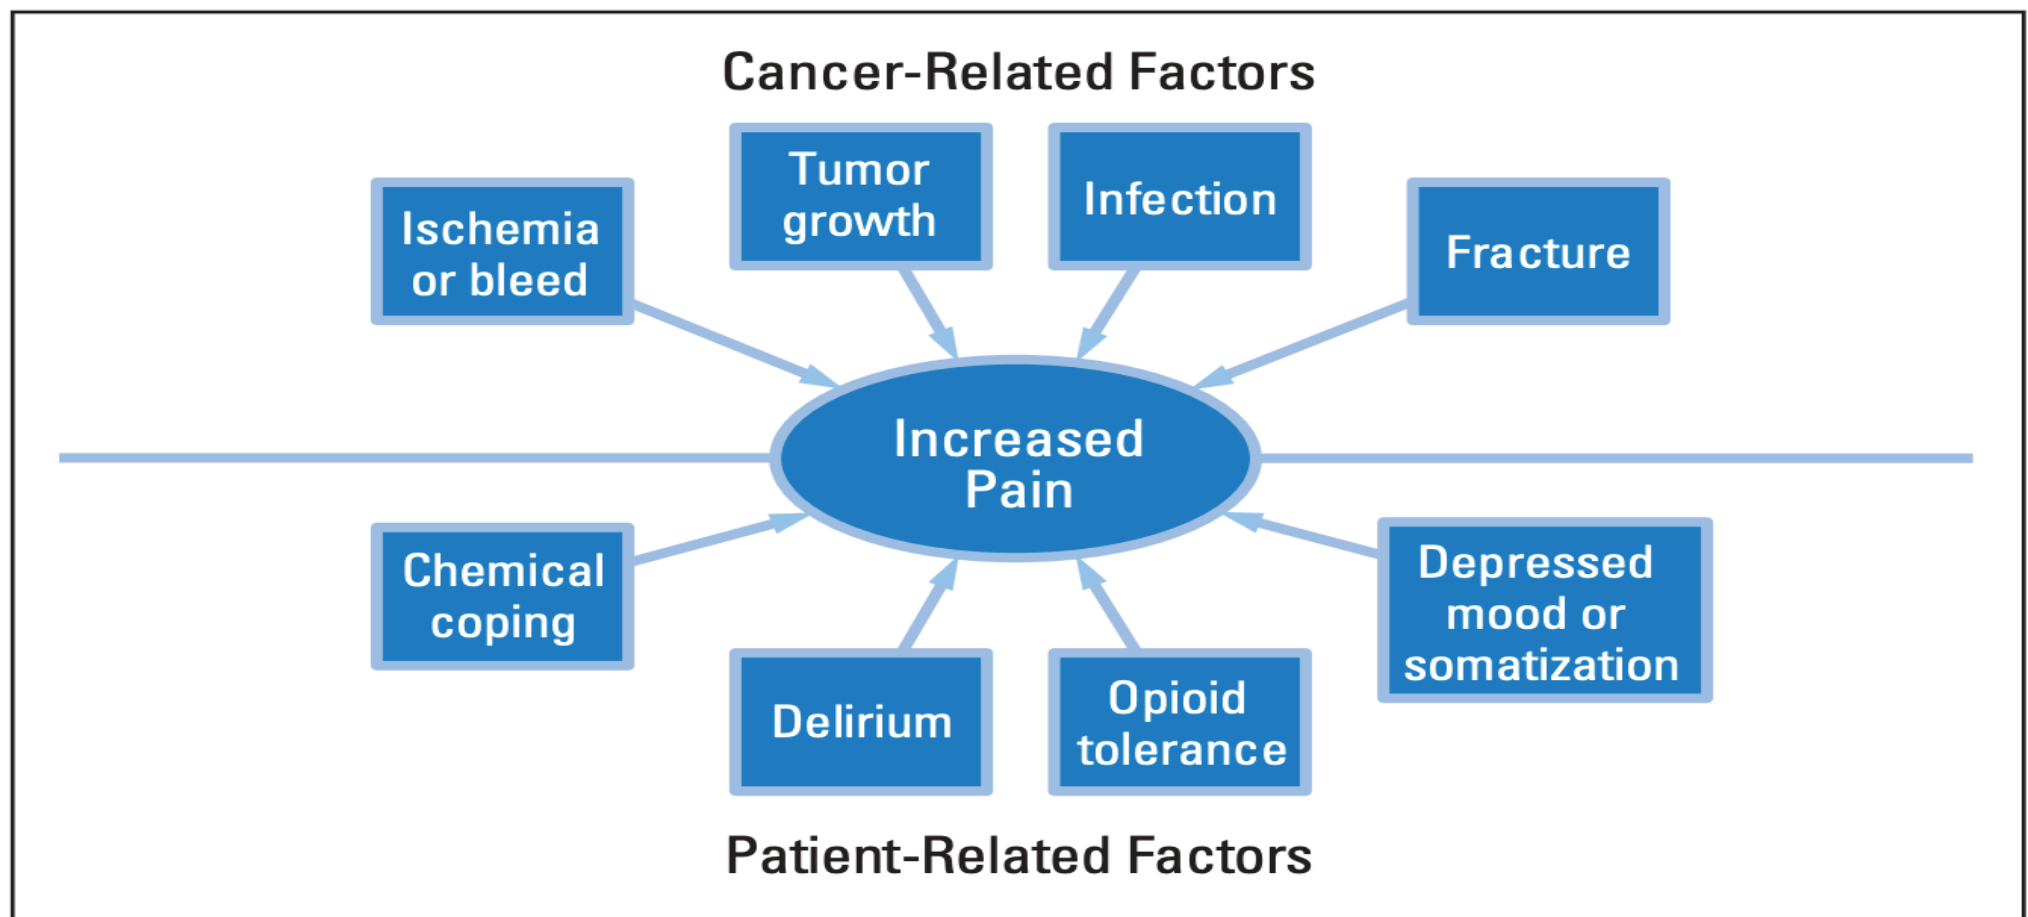 Cancer-Related Factors
Ischemia
or bleed
Tumor
growth
Infection
Fracture
Increased
Pain
Chemical
coping
Delirium
Opioid
tolerance
Depressed
mood or
somatization
Patient-Related Factors